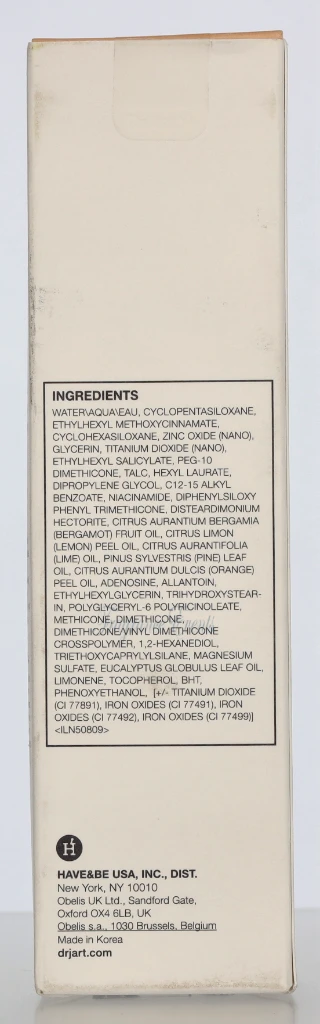 INGREDIENTS
WATER\AQUA\EAU, CYCLOPENTASILOXANE,
ETHYLHEXYL METHOXYCINNAMATE,
CYCLOHEXASILOXANE, ZINC OXIDE (NANO),
GLYCERIN, TITANIUM DIOXIDE (NANO),
ETHYLHEXYL SALICYLATE, PEG-10
DIMETHICONE, TALC, HEXYL LAURATE,
DIPROPYLENE GLYCOL, C12-15 ALKYL
BENZOATE, NIACINAMIDE, DIPHENYLSILOXY
PHENYL TRIMETHICONE, DISTEARDIMONIUM
HECTORITE, CITRUS AURANTIUM BERGAMIA
(BERGAMOT) FRUIT OIL, CITRUS LIMON
(LEMON) PEEL OIL, CITRUS AURANTIFOLIA
(LIME) OIL, PINUS SYLVESTRIS (PINE) LEAF
OIL, CITRUS AURANTIUM DULCIS (ORANGE)
PEEL OIL, ADENOSINE, ALLANTOIN,
ETHYLHEXYLGLYCERIN, TRIHYDROXYSTEAR-
IN, POLYGLYCERYL-6 POLYRICINOLEATE,
METHICONE, DIMETHICONE,
DIMETHICONE/VINYL DIMETHICONE
CROSSPOLYMER, 1,2-HEXANEDIOL,
TRIETHOXYCAPRYLYLSILANE, MAGNESIUM
SULFATE, EUCALYPTUS GLOBULUS LEAF OIL,
LIMONENE, TOCOPHEROL, BHT,
PHENOXYETHANOL, [+/- TITANIUM DIOXIDE
(CI 77891), IRON OXIDES (CI 77491), IRON
OXIDES (CI 77492), IRON OXIDES (CI 77499)]
<ILN50809>
H
HAVE&BE USA, INC., DIST.
New York, NY 10010
Obelis UK Ltd., Sandford Gate,
Oxford OX4 6LB, UK
Obelis s.a., 1030 Brussels, Belgium
Made in Korea
drjart.com